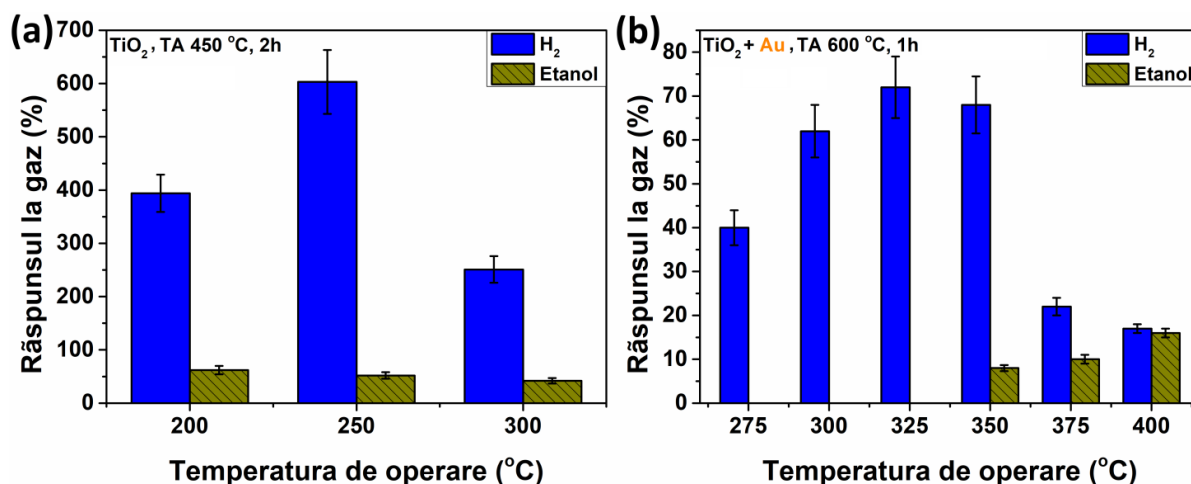 (a)
TiO2, TA 450 °C, 2h
H2
Etanol
Rãspunsul la gaz (%)
700
600
500
400
300
200
100
0
200 250 300
Temperatura de operare (°C)
(b)
TiO2+ Au, TA 600 °C, 1h
H2
Etanol
Rãspunsul la gaz (%)
80
70
60
50
40
30
20
10
0
275 300 325 350 375 400
Temperatura de operare (°C)